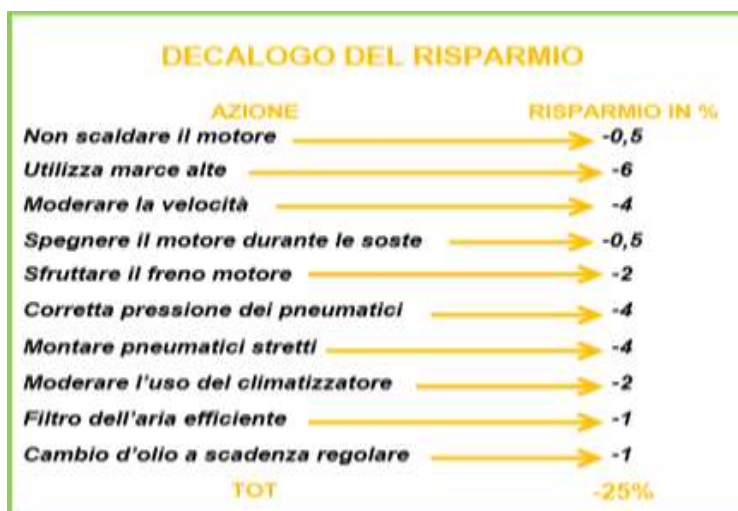 DECALOGO DEL RISPARMIO
AZIONE RISPARMIO IN %
Non scaldare il motore -0,5
Utilizza marce alte -6
Moderare la velocità -4
Spegnere il motore durante le soste -0,5
Sfruttare il freno motore -2
Corretta pressione dei pneumatici -4
Montare pneumatici stretti -4
Moderare l'uso del climatizzatore -2
Filtro dell'aria efficiente -1
Cambio d'olio a scadenza regolare -1
TOT -25%